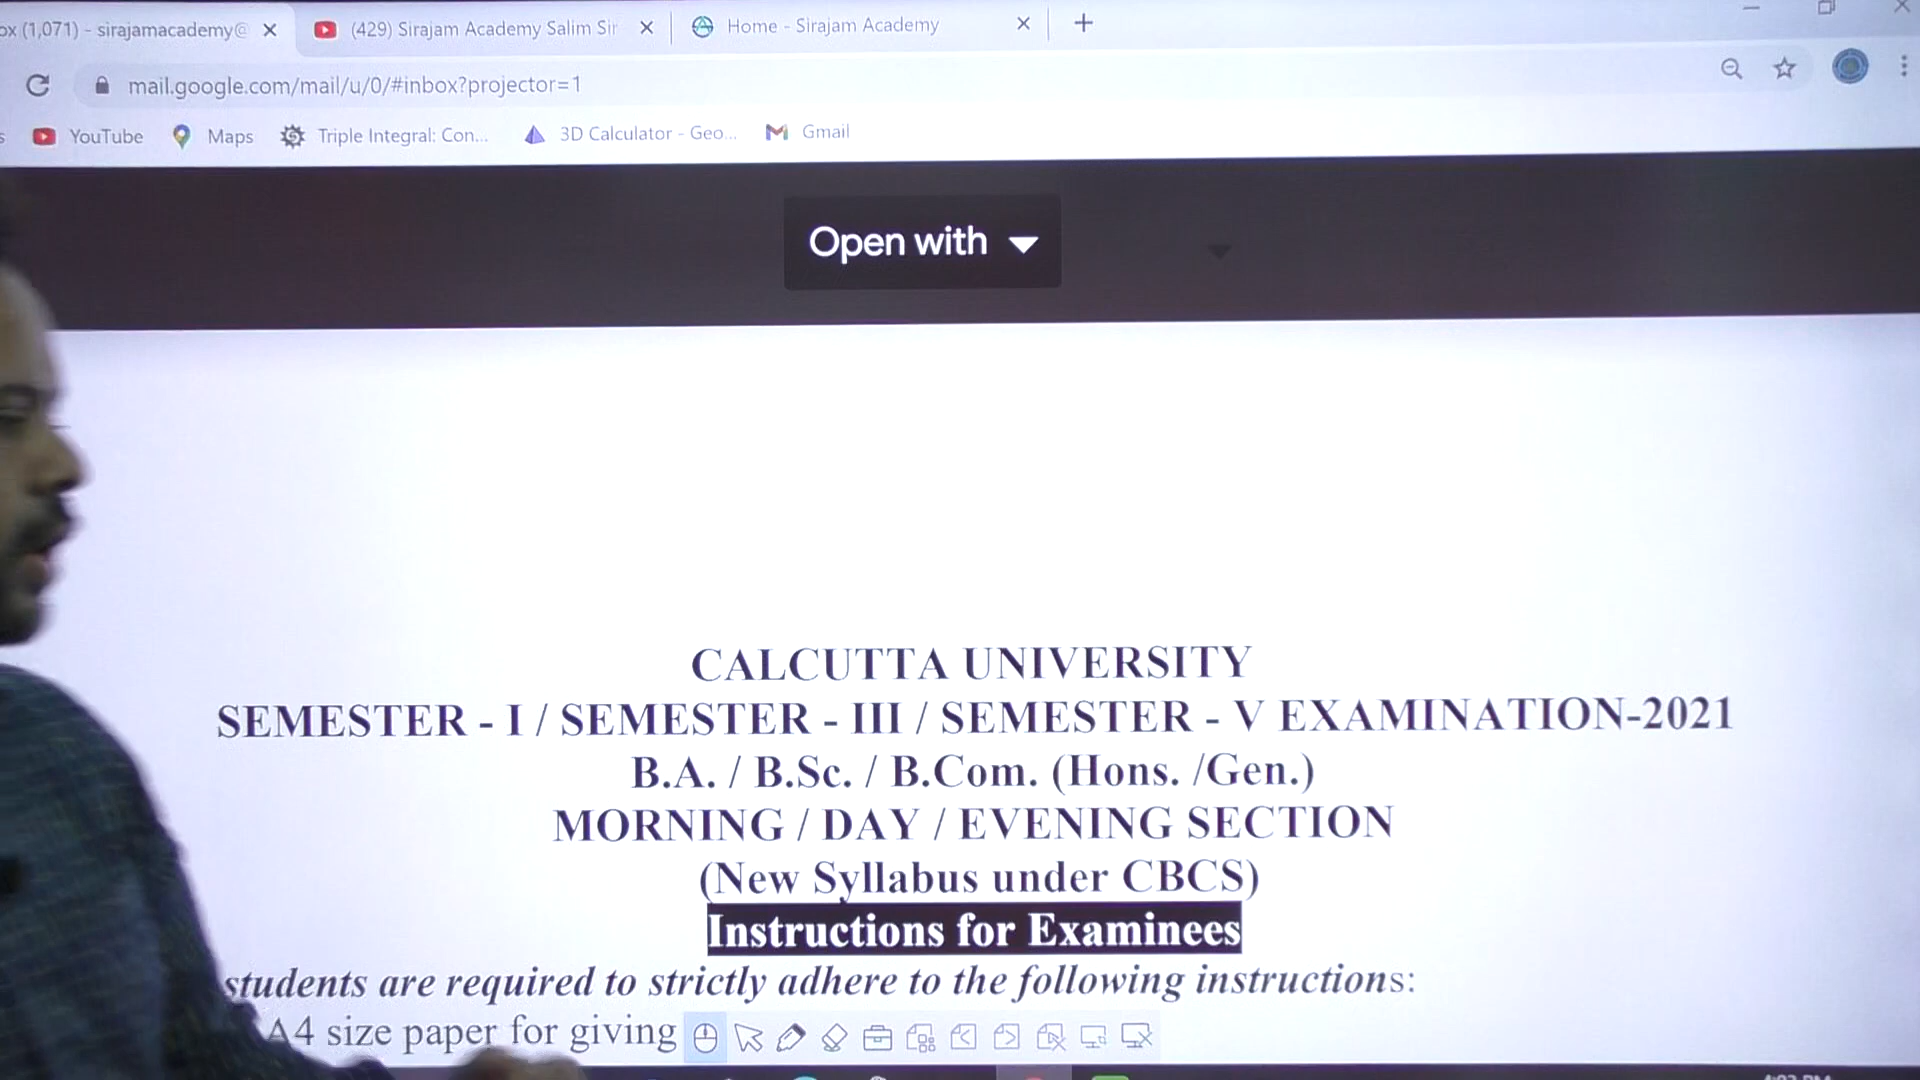 (1,071) - sirajamacademy@
(429) Sirajam Academy Salim Sir
Home - Sirajam Academy
mail.google.com/mail/u/0/#inbox?projector=1
YouTube
Maps
Triple Integral: Con...
3D Calculator - Geo...
Gmail
Open with
CALCUTTA UNIVERSITY
SEMESTER - I / SEMESTER - III / SEMESTER - V EXAMINATION-2021
B.A. / B.Sc. / B.Com. (Hons. /Gen.)
MORNING / DAY / EVENING SECTION
(New Syllabus under CBCS)
Instructions for Examinees
students are required to strictly adhere to the following instructions:
A4 size paper for giving